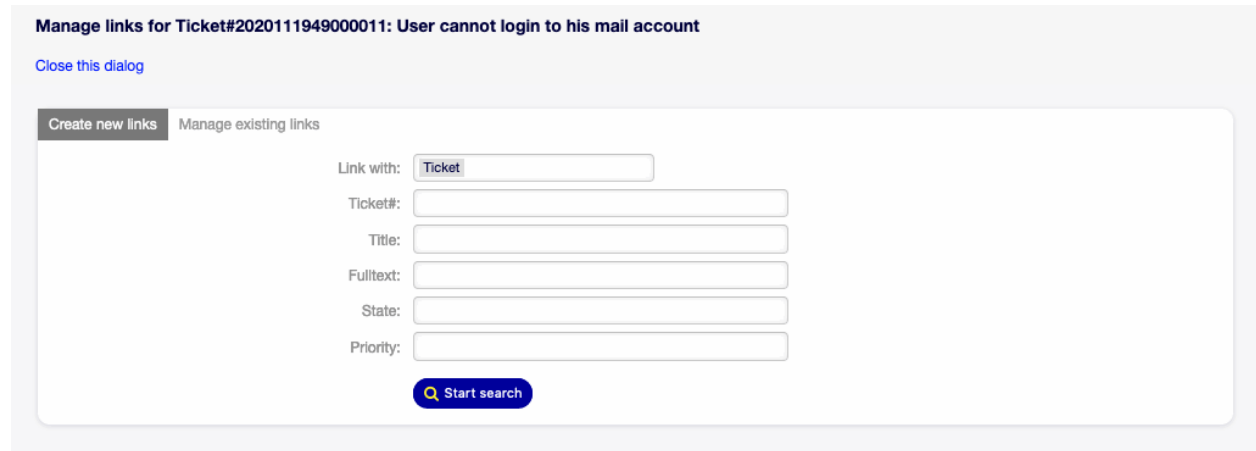 Manage links for Ticket#2020111949000011: User cannot login to his mail account
Close this dialog
Create new links Manage existing links
Link with: Ticket
Ticket#:
Title:
Fulltext:
State:
Priority:
Start search